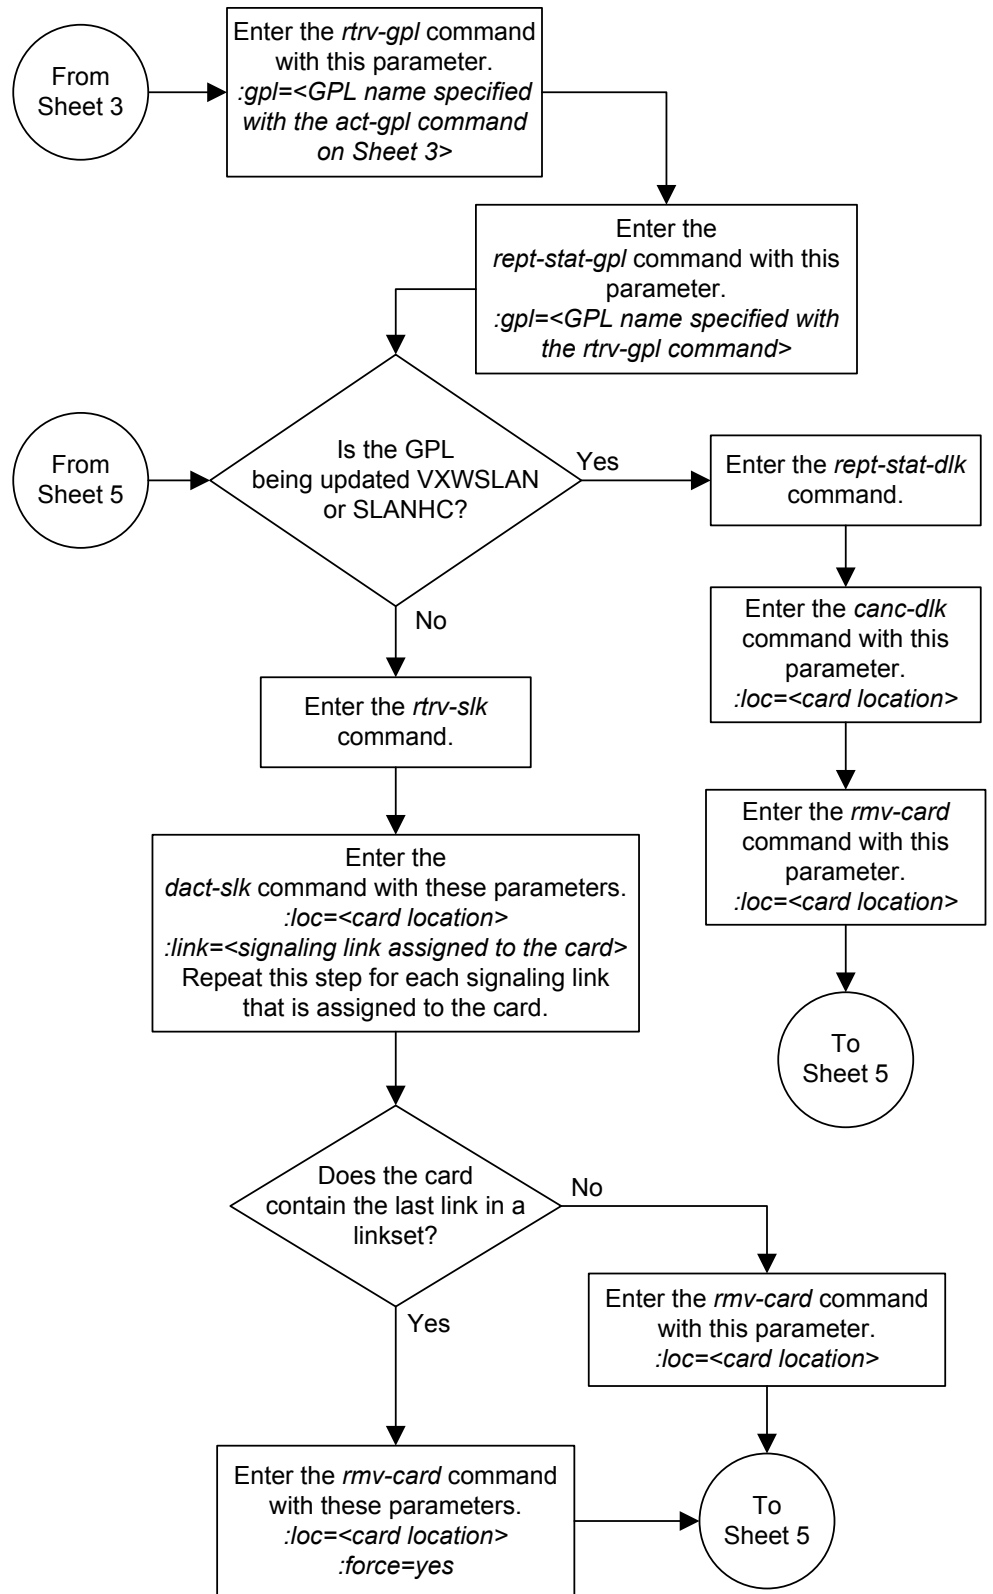 From
Sheet 3
Enter the rtrv-gpl command
with this parameter.
:gpl=<GPL name specified
with the act-gpl command
on Sheet 3>
Enter the
rept-stat-gpl command with this
parameter.
:gpl=<GPL name specified with
the rtrv-gpl command>
From
Sheet 5
Is the GPL
being updated VXWSLAN
or SLANHC?
Yes
Enter the rept-stat-dlk
command.
No
Enter the canc-dlk
command with this
parameter.
:loc=<card location>
Enter the rtrv-slk
command.
Enter the rmv-card
command with this
parameter.
:loc=<card location>
Enter the
dact-slk command with these parameters.
:loc=<card location>
:link=<signaling link assigned to the card>
Repeat this step for each signaling link
that is assigned to the card.
To
Sheet 5
Does the card
contain the last link in a
linkset?
No
Enter the rmv-card command
with this parameter.
:loc=<card location>
Yes
Enter the rmv-card command
with these parameters.
:loc=<card location>
:force=yes
To
Sheet 5